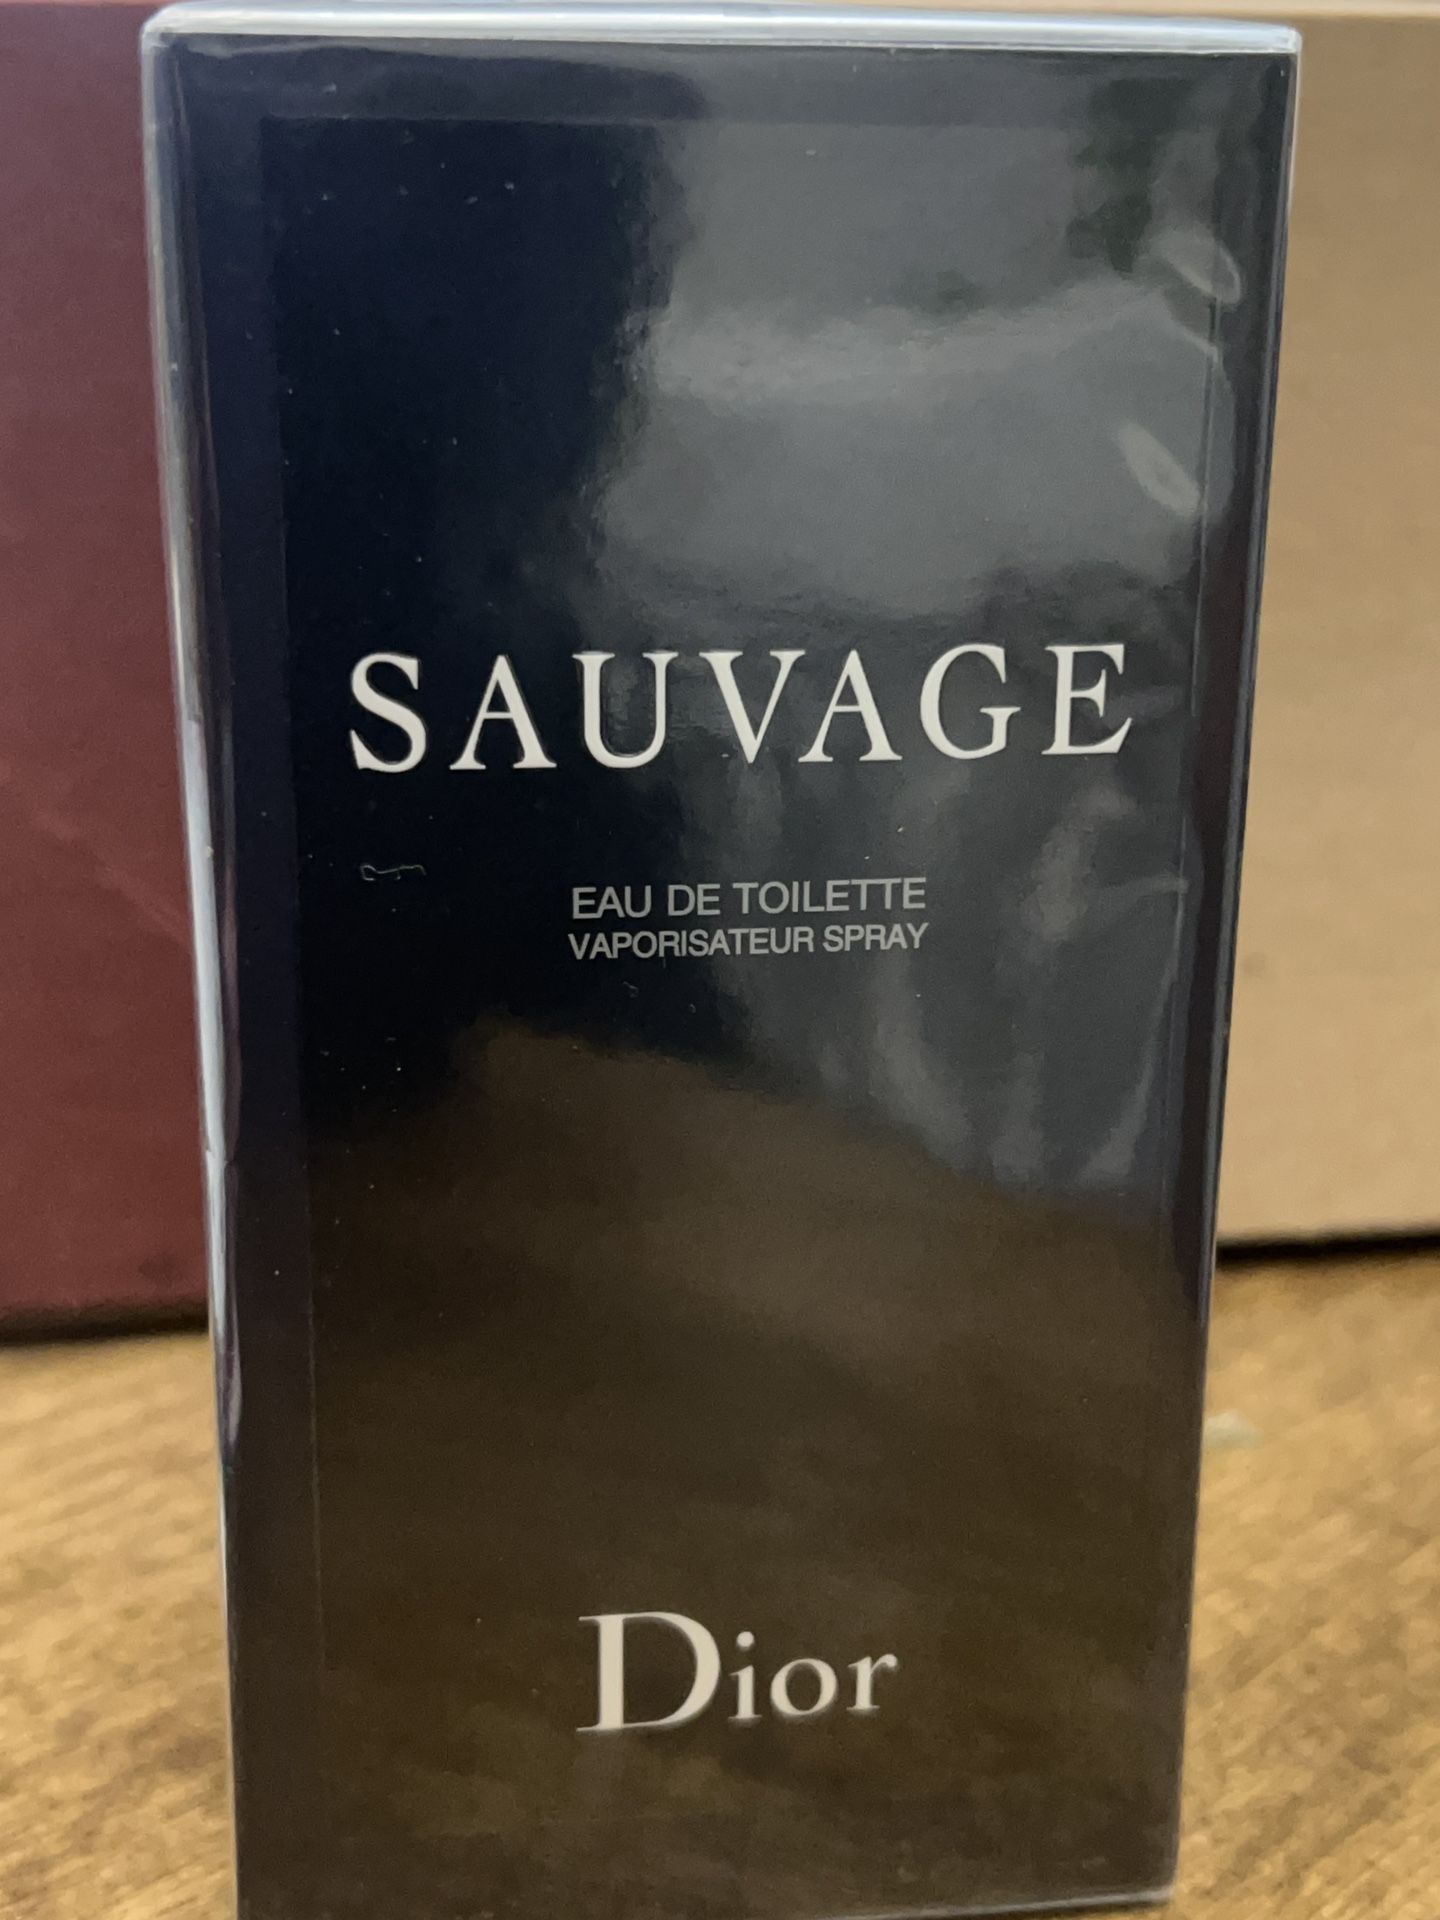 SAUVAGE
EAU DE TOILETTE
VAPORISATEUR SPRAY
Dior